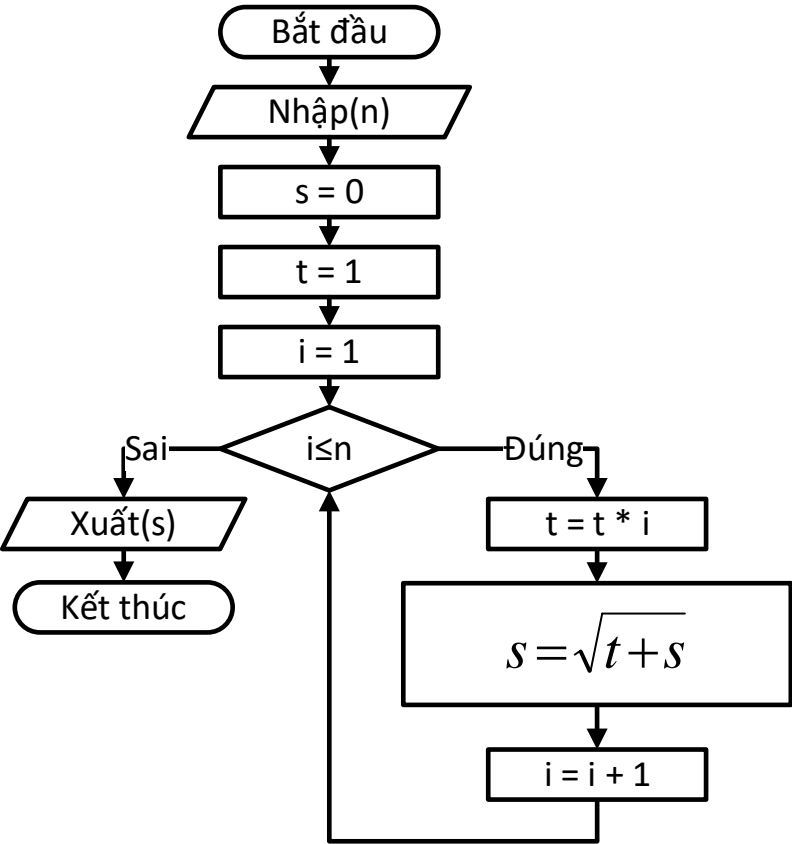 Bắt đầu
Nhập(n)
s = 0
t = 1
i = 1
i≤n
Sai
Đúng
Xuất(s)
Kết thúc
t = t * i
s=√t+s
i = i + 1